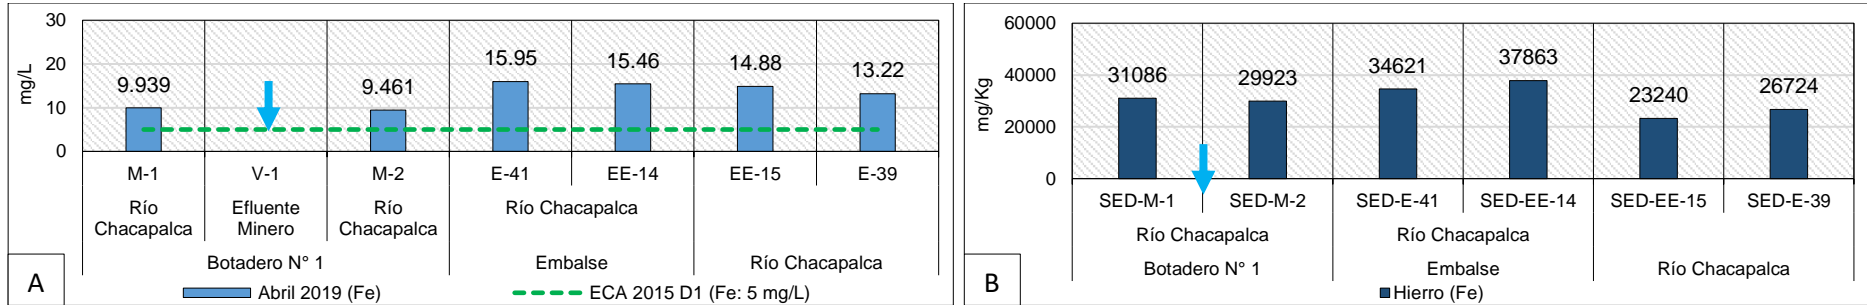 30
20
10
0
mg/L
9.939
9.461
15.95
15.46
14.88
13.22
M-1
V-1
M-2
E-41
EE-14
EE-15
E-39
Río
Chacapalca
Efluente
Minero
Río
Chacapalca
Río Chacapalca
Botadero N° 1
Embalse
Río Chacapalca
A
Abril 2019 (Fe)
ECA 2015 D1 (Fe: 5 mg/L)
60000
40000
20000
0
mg/Kg
31086
29923
34621
37863
23240
26724
SED-M-1
SED-M-2
SED-E-41
SED-EE-14
SED-EE-15
SED-E-39
Río Chacapalca
Río Chacapalca
Botadero N° 1
Embalse
Río Chacapalca
B
Hierro (Fe)